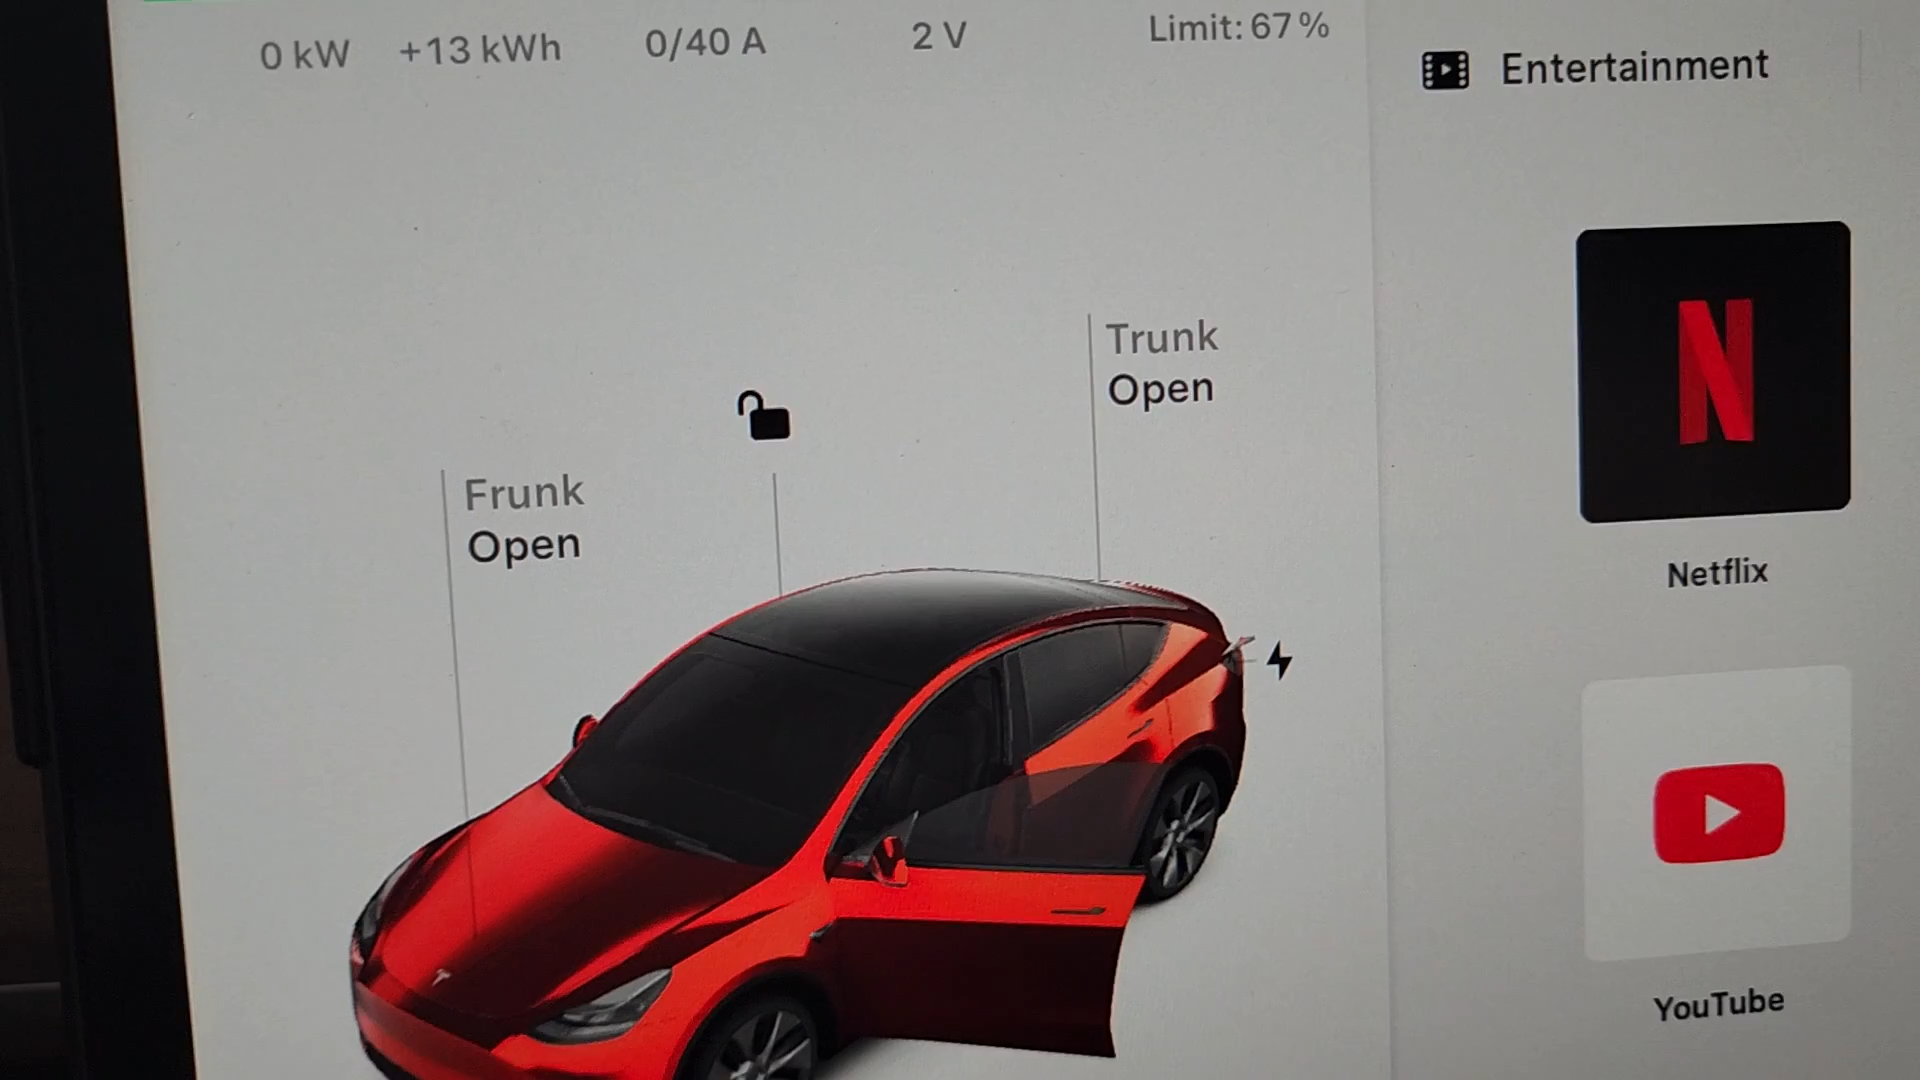 0 kW +13 kWh 0/40 A 2 V Limit: 67%
Entertainment
Trunk
Open
Frunk
Open
N
Netflix
YouTube